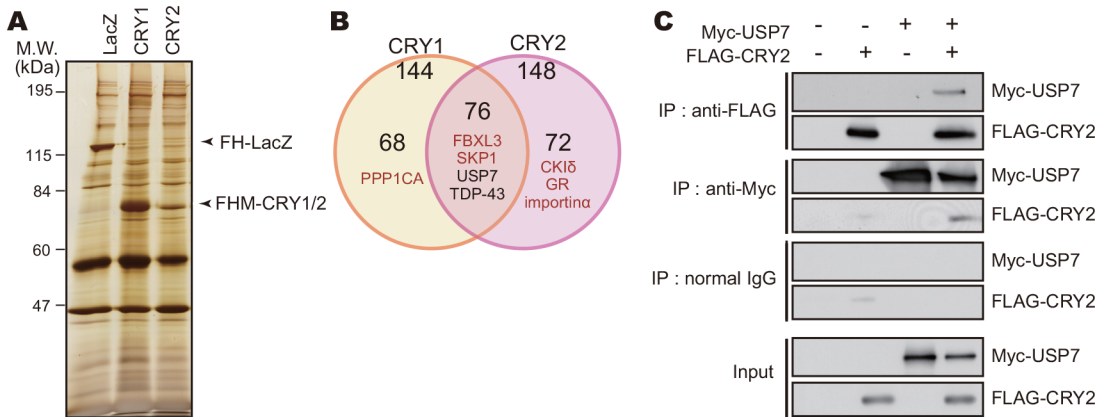 A
M.W.
(kDa)
LacZ
CRY1
CRY2
195
115
84
60
47
FH-LacZ
FHM-CRY1/2
B
CRY1
144
CRY2
148
76
68
72
FBXL3
SKP1
USP7
TDP-43
PPP1CA
CKIδ
GR
importinα
C
Myc-USP7 - - + +
FLAG-CRY2 - + - +
IP : anti-FLAG
Myc-USP7
FLAG-CRY2
IP : anti-Myc
Myc-USP7
FLAG-CRY2
IP : normal IgG
Myc-USP7
FLAG-CRY2
Input
Myc-USP7
FLAG-CRY2